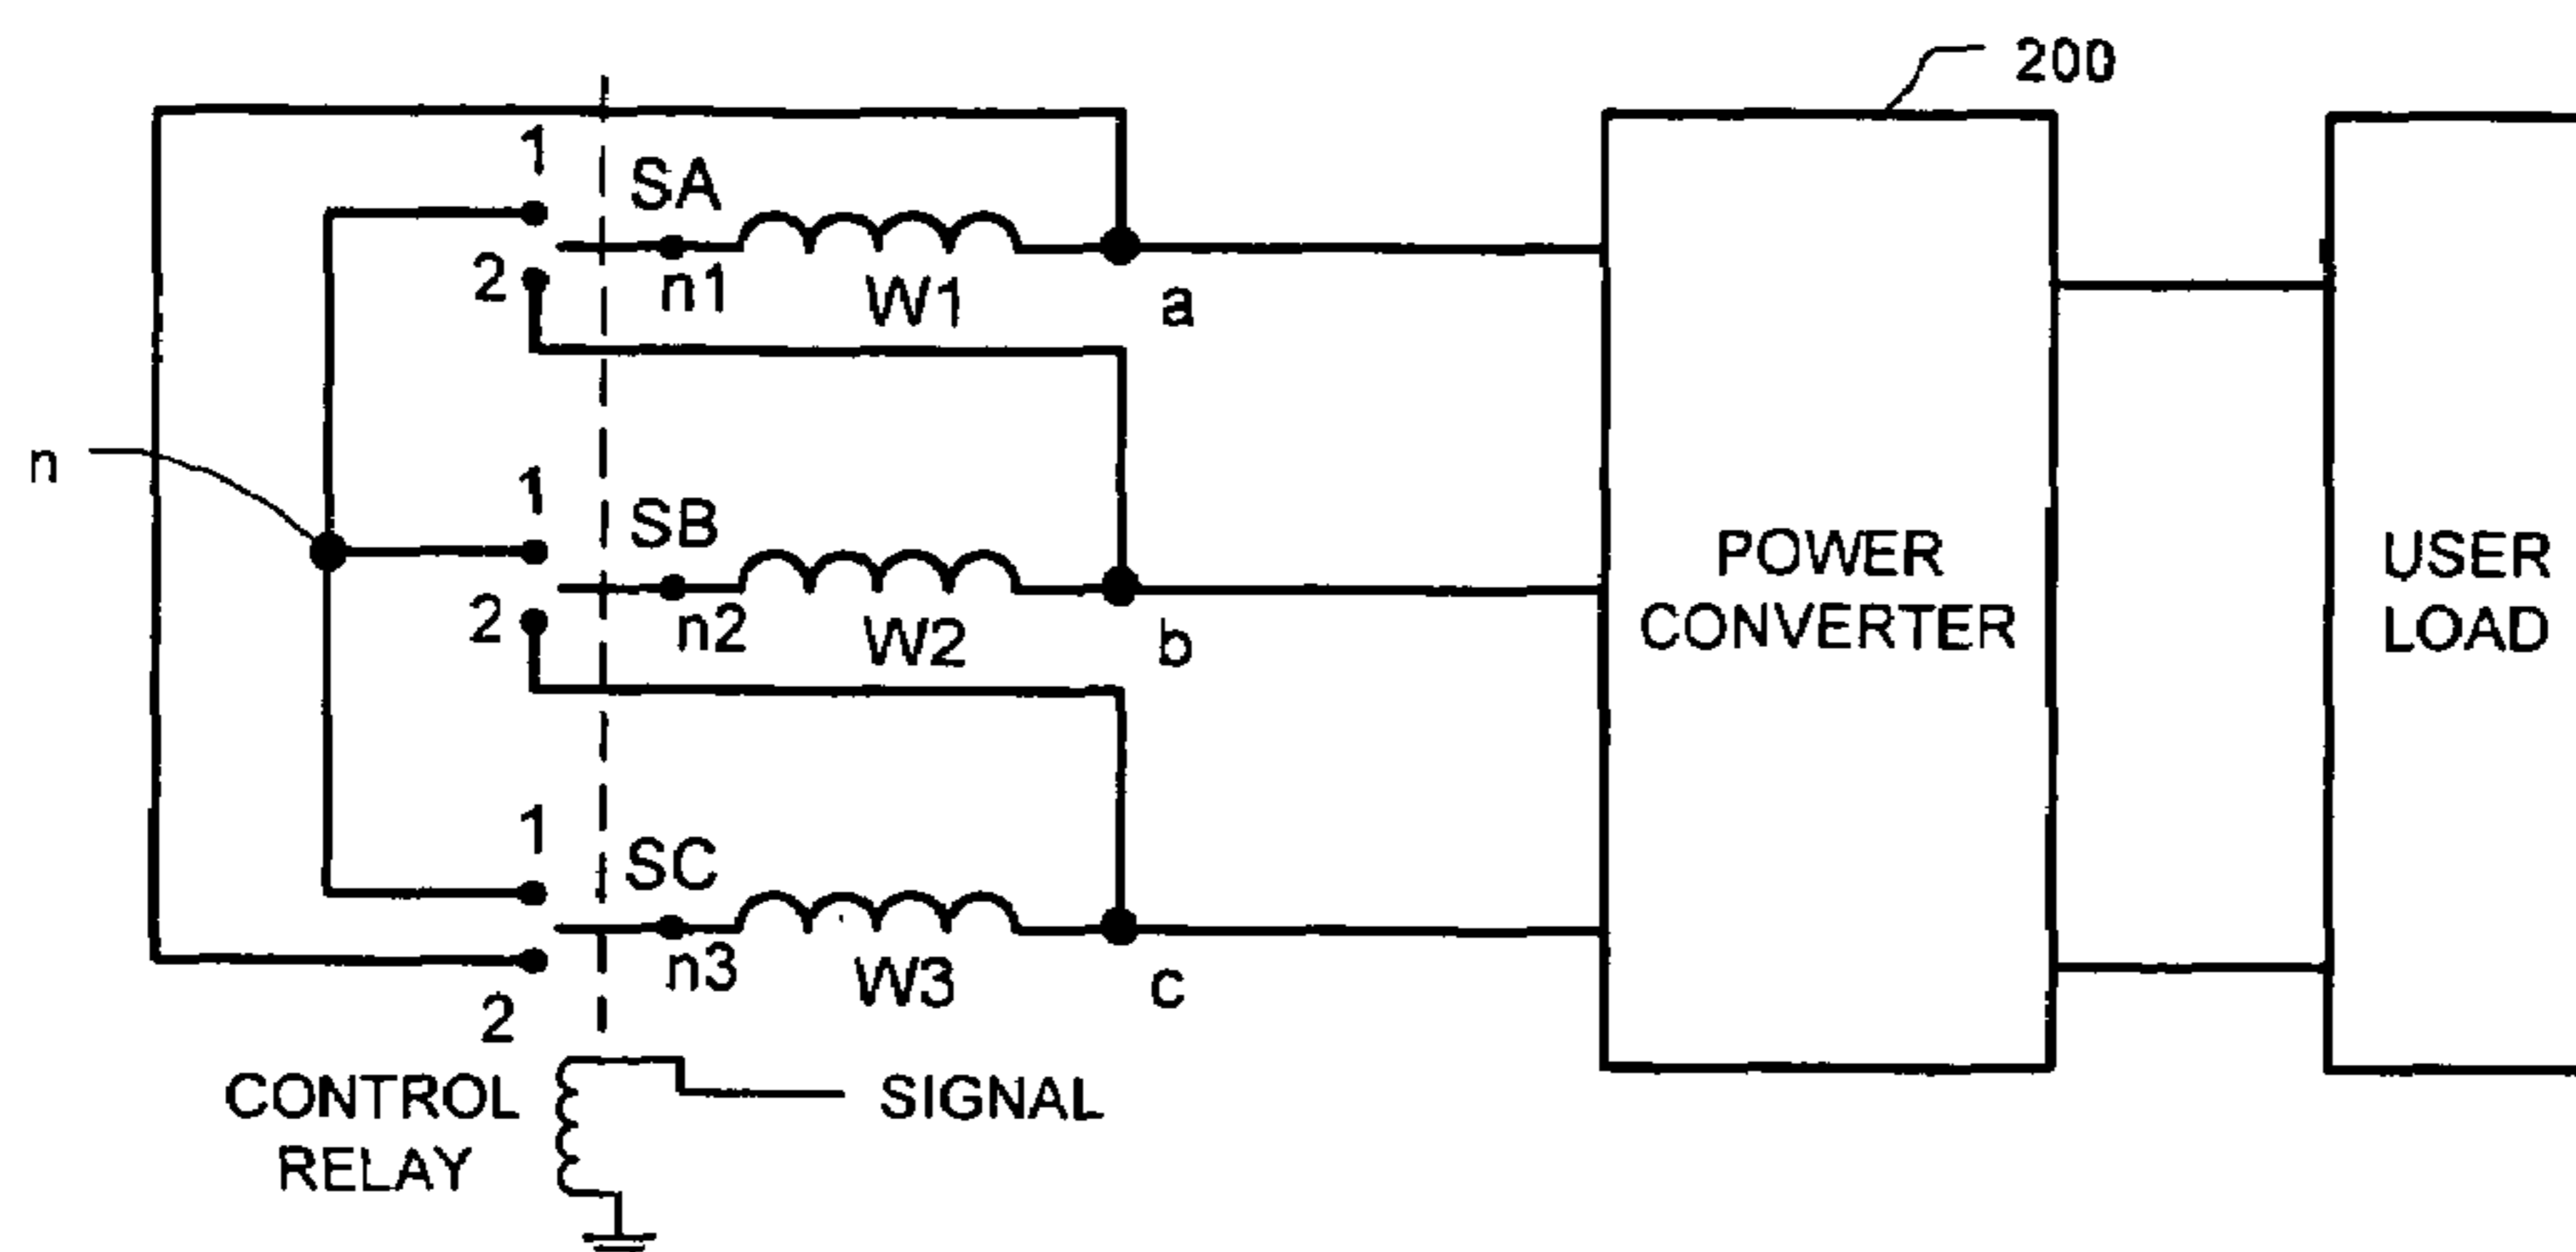 200
1
SA
2
n1
W1
a
n
1
SB
2
n2
W2
b
POWER
CONVERTER
USER
LOAD
1
SC
2
n3
W3
c
CONTROL
RELAY
SIGNAL